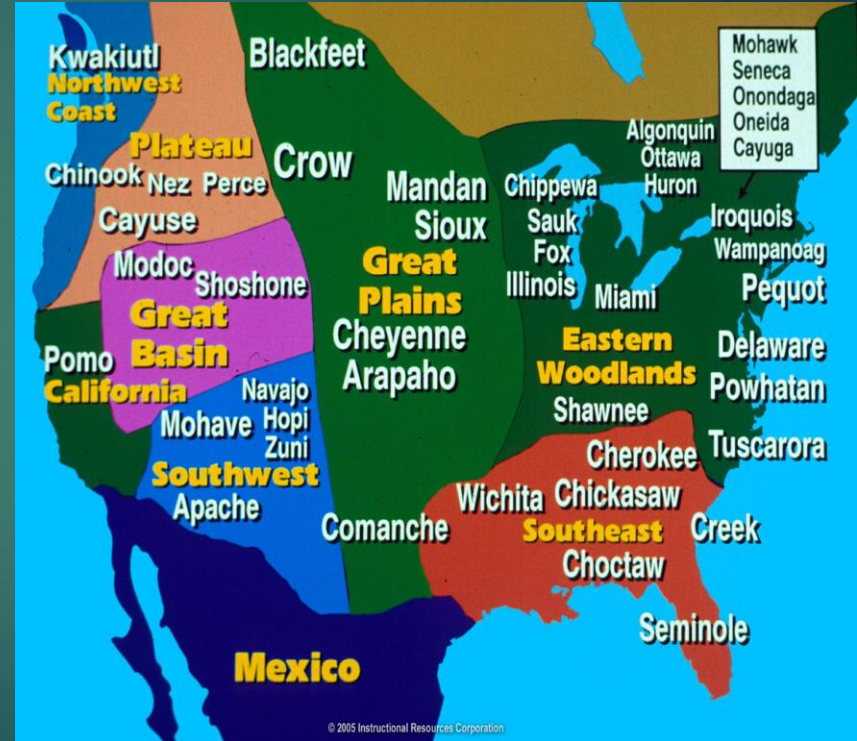 Kwakiutl
Northwest
Coast
Blackfeet
Mohawk
Seneca
Onondaga
Oneida
Cayuga
Plateau
Chinook Nez Perce
Cayuse
Crow
Mandan
Sioux
Great
Plains
Cheyenne
Arapaho
Comanche
Algonquin
Ottawa
Huron
Chippewa
Sauk
Fox
Illinois
Miami
Iroquois
Wampanoag
Pequot
Modoc
Shoshone
Great
Basin
Pomo
California
Eastern
Woodlands
Shawnee
Delaware
Powhatan
Tuscarora
Navajo
Mohave Hopi
Zuni
Southwest
Apache
Cherokee
Wichita Chickasaw
Southeast
Creek
Choctaw
Seminole
Mexico
© 2005 Instructional Resources Corporation